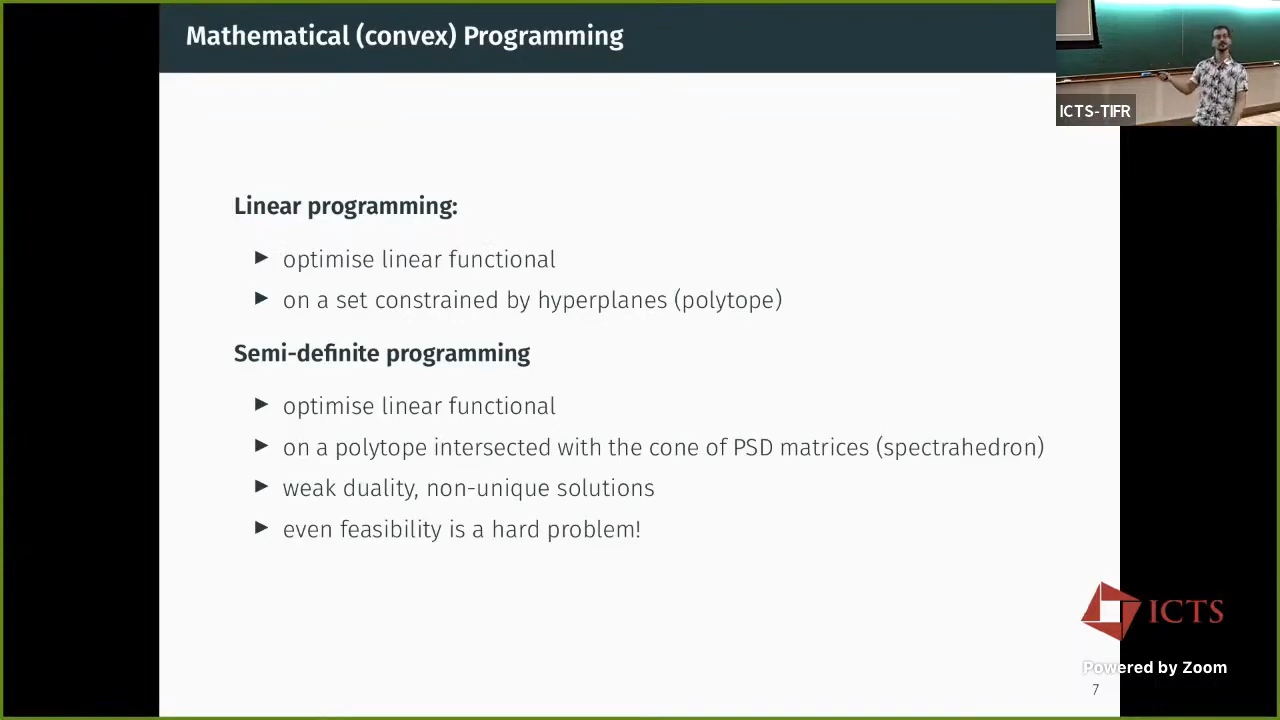 Mathematical (convex) Programming
ICTS-TIFR
Linear programming:
▶ optimise linear functional
▶ on a set constrained by hyperplanes (polytope)
Semi-definite programming
▶ optimise linear functional
▶ on a polytope intersected with the cone of PSD matrices (spectrahedron)
▶ weak duality, non-unique solutions
▶ even feasibility is a hard problem!
ICTS
Powered by Zoom
7